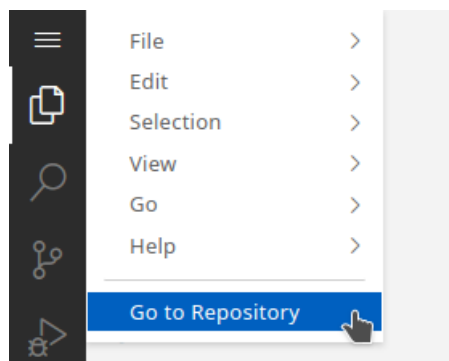 File
Edit
Selection
View
Go
Help
Go to Repository